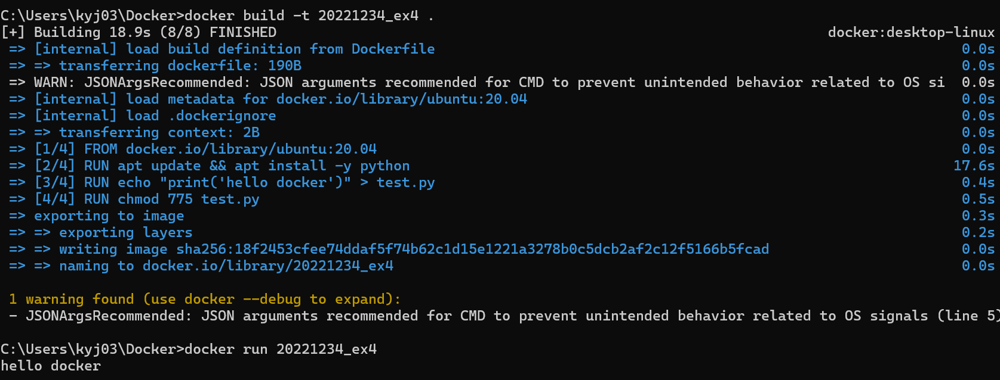 C:\Users\kyj03\Docker>docker build -t 20221234_ex4 .
[+] Building 18.9s (8/8) FINISHED docker:desktop-linux
=> [internal] load build definition from Dockerfile 0.0s
=> => transferring dockerfile: 190B 0.0s
=> WARN: JSONArgsRecommended: JSON arguments recommended for CMD to prevent unintended behavior related to OS si 0.0s
=> [internal] load metadata for docker.io/library/ubuntu:20.04 0.0s
=> [internal] load .dockerignore 0.0s
=> => transferring context: 2B 0.0s
=> [1/4] FROM docker.io/library/ubuntu:20.04 0.0s
=> [2/4] RUN apt update && apt install -y python 17.6s
=> [3/4] RUN echo "print('hello docker')" > test.py 0.4s
=> [4/4] RUN chmod 775 test.py 0.5s
=> exporting to image 0.3s
=> => exporting layers 0.2s
=> => writing image sha256:18f2453cfee74ddaf5f74b62c1d15e1221a3278b0c5dcb2af2c12f5166b5fcad 0.0s
=> => naming to docker.io/library/20221234_ex4 0.0s
1 warning found (use docker --debug to expand):
- JSONArgsRecommended: JSON arguments recommended for CMD to prevent unintended behavior related to OS signals (line 5)
C:\Users\kyj03\Docker>docker run 20221234_ex4
hello docker